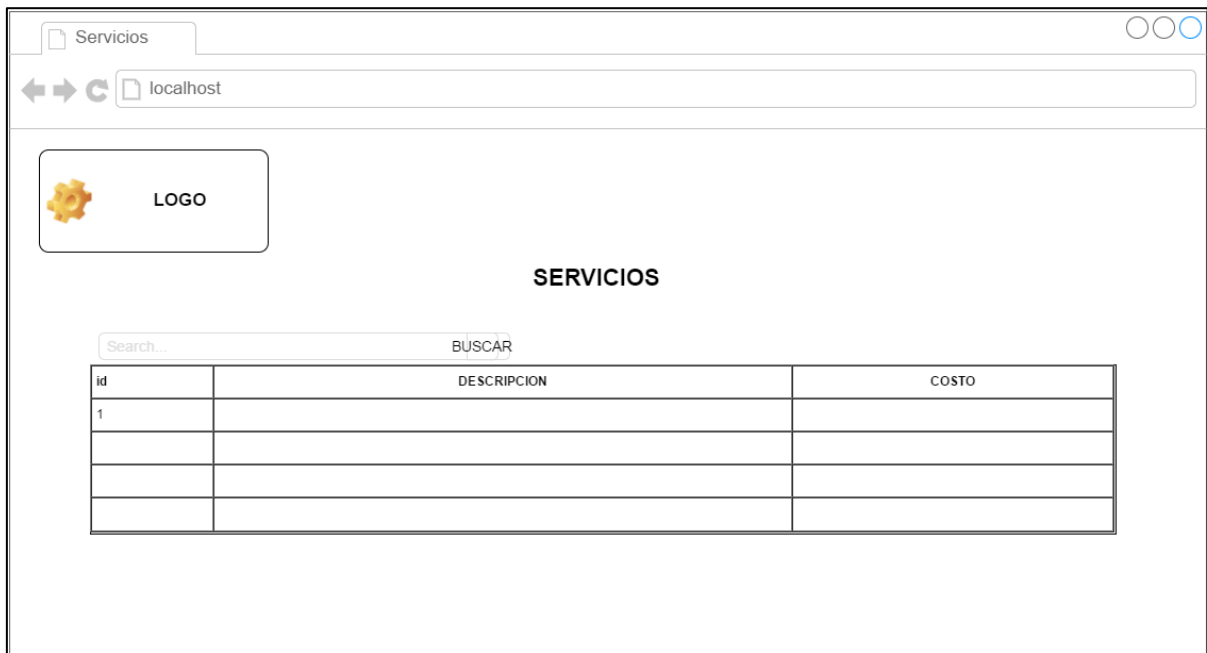 Servicios
localhost
LOGO
SERVICIOS
Search... BUSCAR
id DESCRIPCION COSTO
1